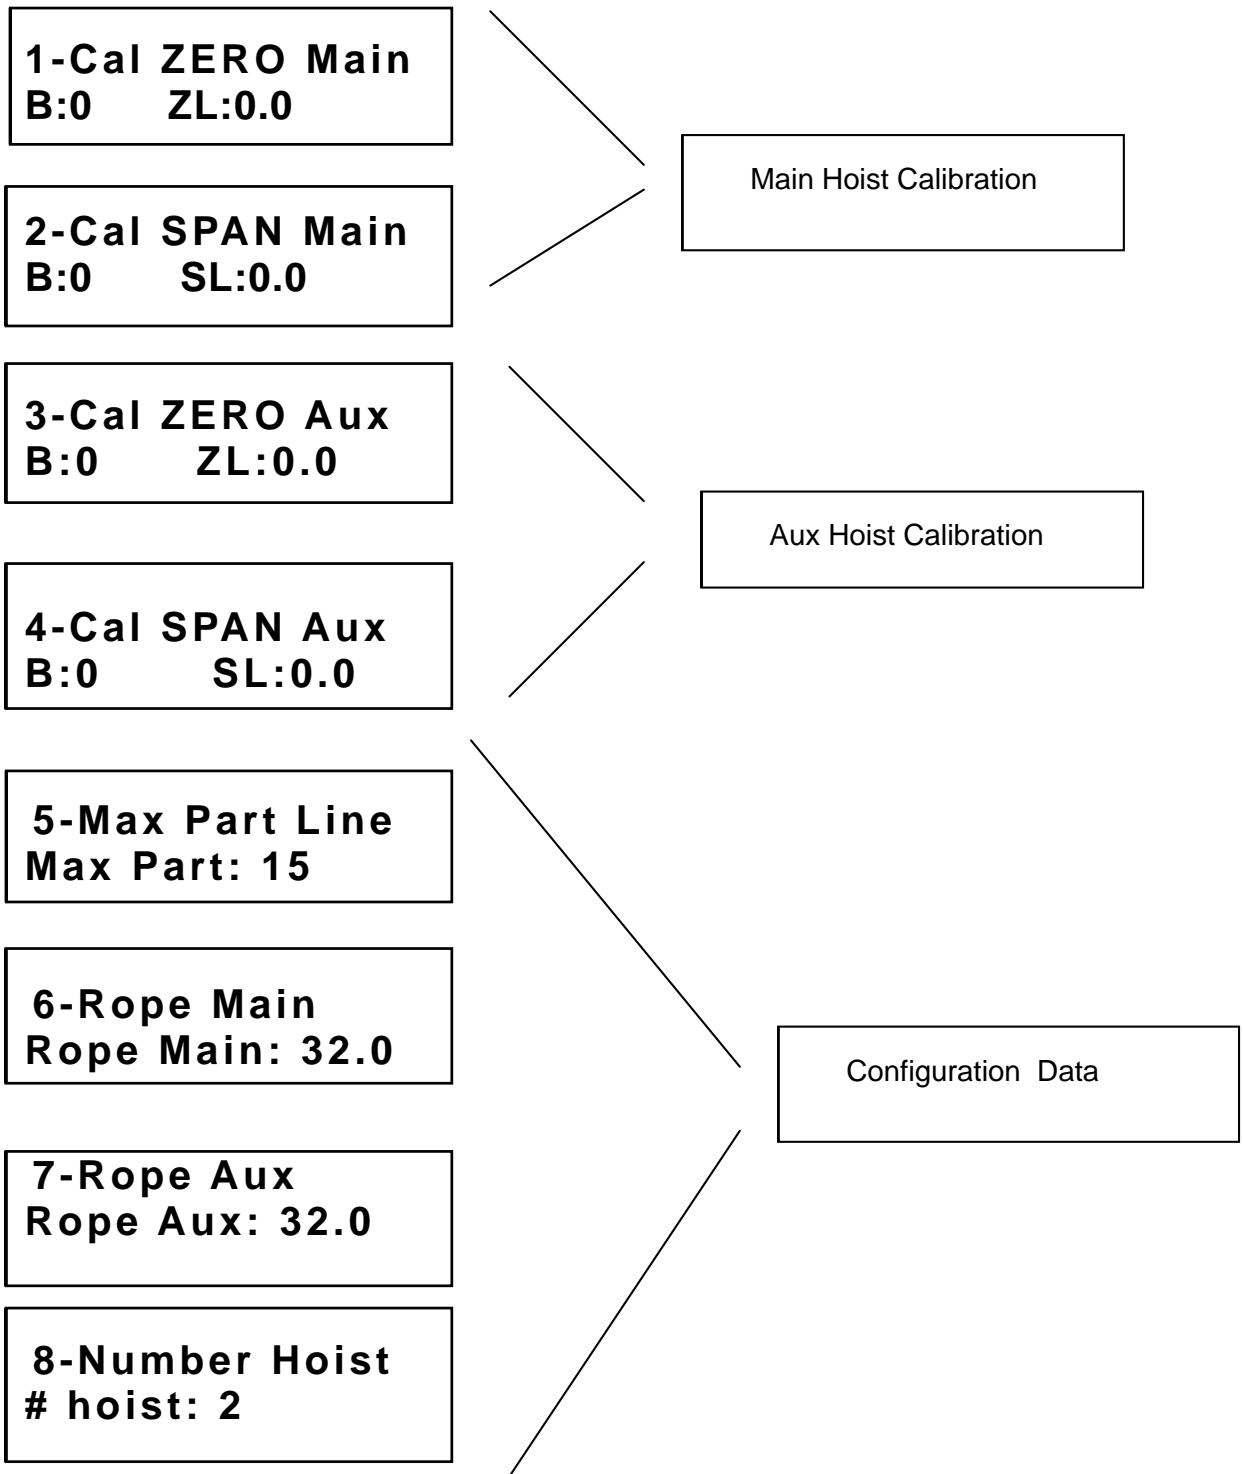 1-Cal ZERO Main
B:0 ZL:0.0
Main Hoist Calibration
2-Cal SPAN Main
B:0 SL:0.0
3-Cal ZERO Aux
B:0 ZL:0.0
Aux Hoist Calibration
4-Cal SPAN Aux
B:0 SL:0.0
5-Max Part Line
Max Part: 15
6-Rope Main
Rope Main: 32.0
Configuration Data
7-Rope Aux
Rope Aux: 32.0
8-Number Hoist
# hoist: 2